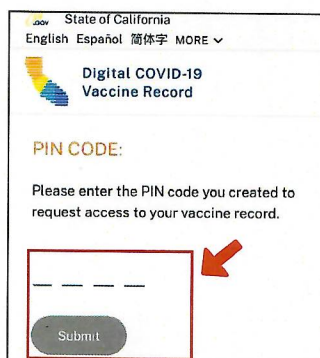 .GOV State of California
English Español 简体字 MORE
Digital COVID-19
Vaccine Record
PIN CODE:
Please enter the PIN code you created to
request access to your vaccine record.
Submit